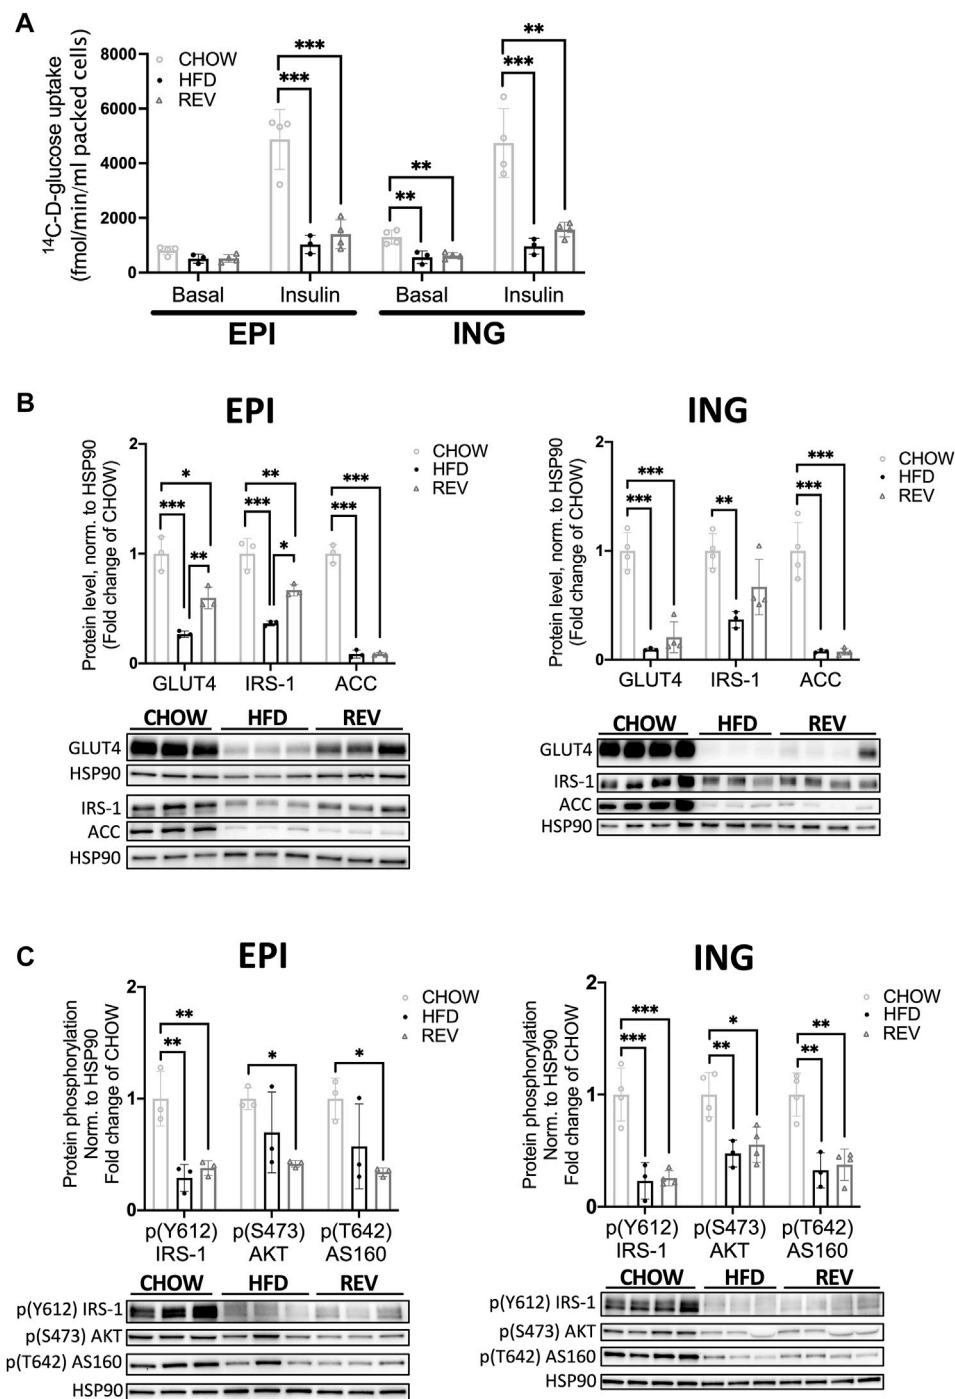 A
¹⁴C-D-glucose uptake
(fmol/min/ml packed cells)
8000
6000
4000
2000
0
CHOW
HFD
REV
***
***
**
**
**
***
Basal
Insulin
Basal
Insulin
EPI
ING
B
EPI
Protein level, norm. to HSP90
(Fold change of CHOW)
2
1
0
CHOW
HFD
REV
*
***
**
**
***
*
***
***
GLUT4
IRS-1
ACC
CHOW
HFD
REV
GLUT4
HSP90
IRS-1
ACC
HSP90
ING
Protein level, norm. to HSP90
(Fold change of CHOW)
2
1
0
CHOW
HFD
REV
***
***
**
***
***
GLUT4
IRS-1
ACC
CHOW
HFD
REV
GLUT4
IRS-1
ACC
HSP90
C
EPI
Protein phosphorylation
Norm. to HSP90
Fold change of CHOW
2
1
0
CHOW
HFD
REV
**
**
*
*
p(Y612)
IRS-1
p(S473)
AKT
p(T642)
AS160
CHOW
HFD
REV
p(Y612) IRS-1
p(S473) AKT
p(T642) AS160
HSP90
ING
Protein phosphorylation
Norm. to HSP90
Fold change of CHOW
2
1
0
CHOW
HFD
REV
***
***
*
**
**
**
p(Y612)
IRS-1
p(S473)
AKT
p(T642)
AS160
CHOW
HFD
REV
p(Y612) IRS-1
p(S473) AKT
p(T642) AS160
HSP90